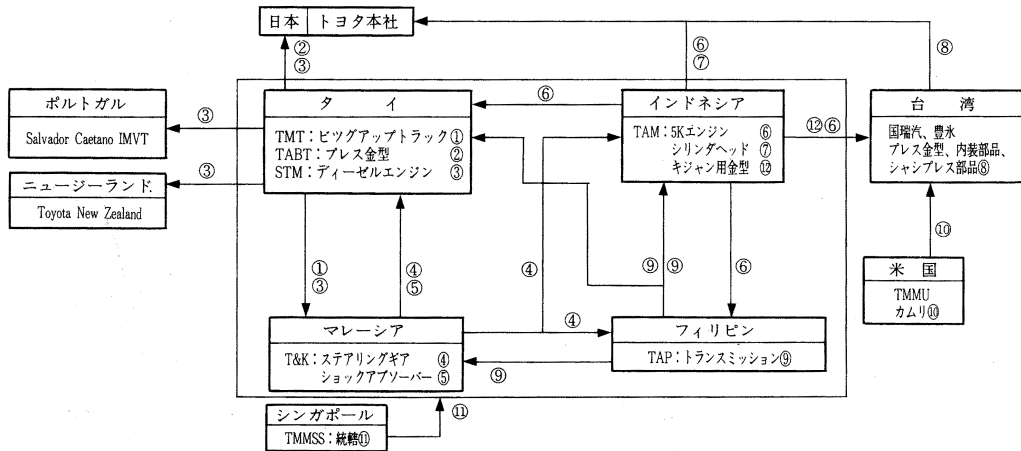 日本 トヨタ本社
②
③
⑥
⑦
⑧
ポルトガル
Salvador Caetano IMVT
③
ニュージーランド
Toyota New Zealand
③
タイ
TMT:ピツグアップトラック①
TABT:プレス金型②
STM:ディーゼルエンジン③
⑥
インドネシア
TAM:5Kエンジン⑥
シリンダヘッド⑦
キジャン用金型⑫
⑫⑥
台湾
国瑞汽、豊氷
プレス金型、内装部品、
シャシプレス部品⑧
⑩
米国
TMMU
カムリ⑩
①
③
④
⑤
④
⑨ ⑨
⑥
マレーシア
T&K:ステアリングギア④
ショックアブソーバー⑤
④
⑨
フィリピン
TAP:トランスミッション⑨
シンガポール
TMMSS:統轄⑪
⑪